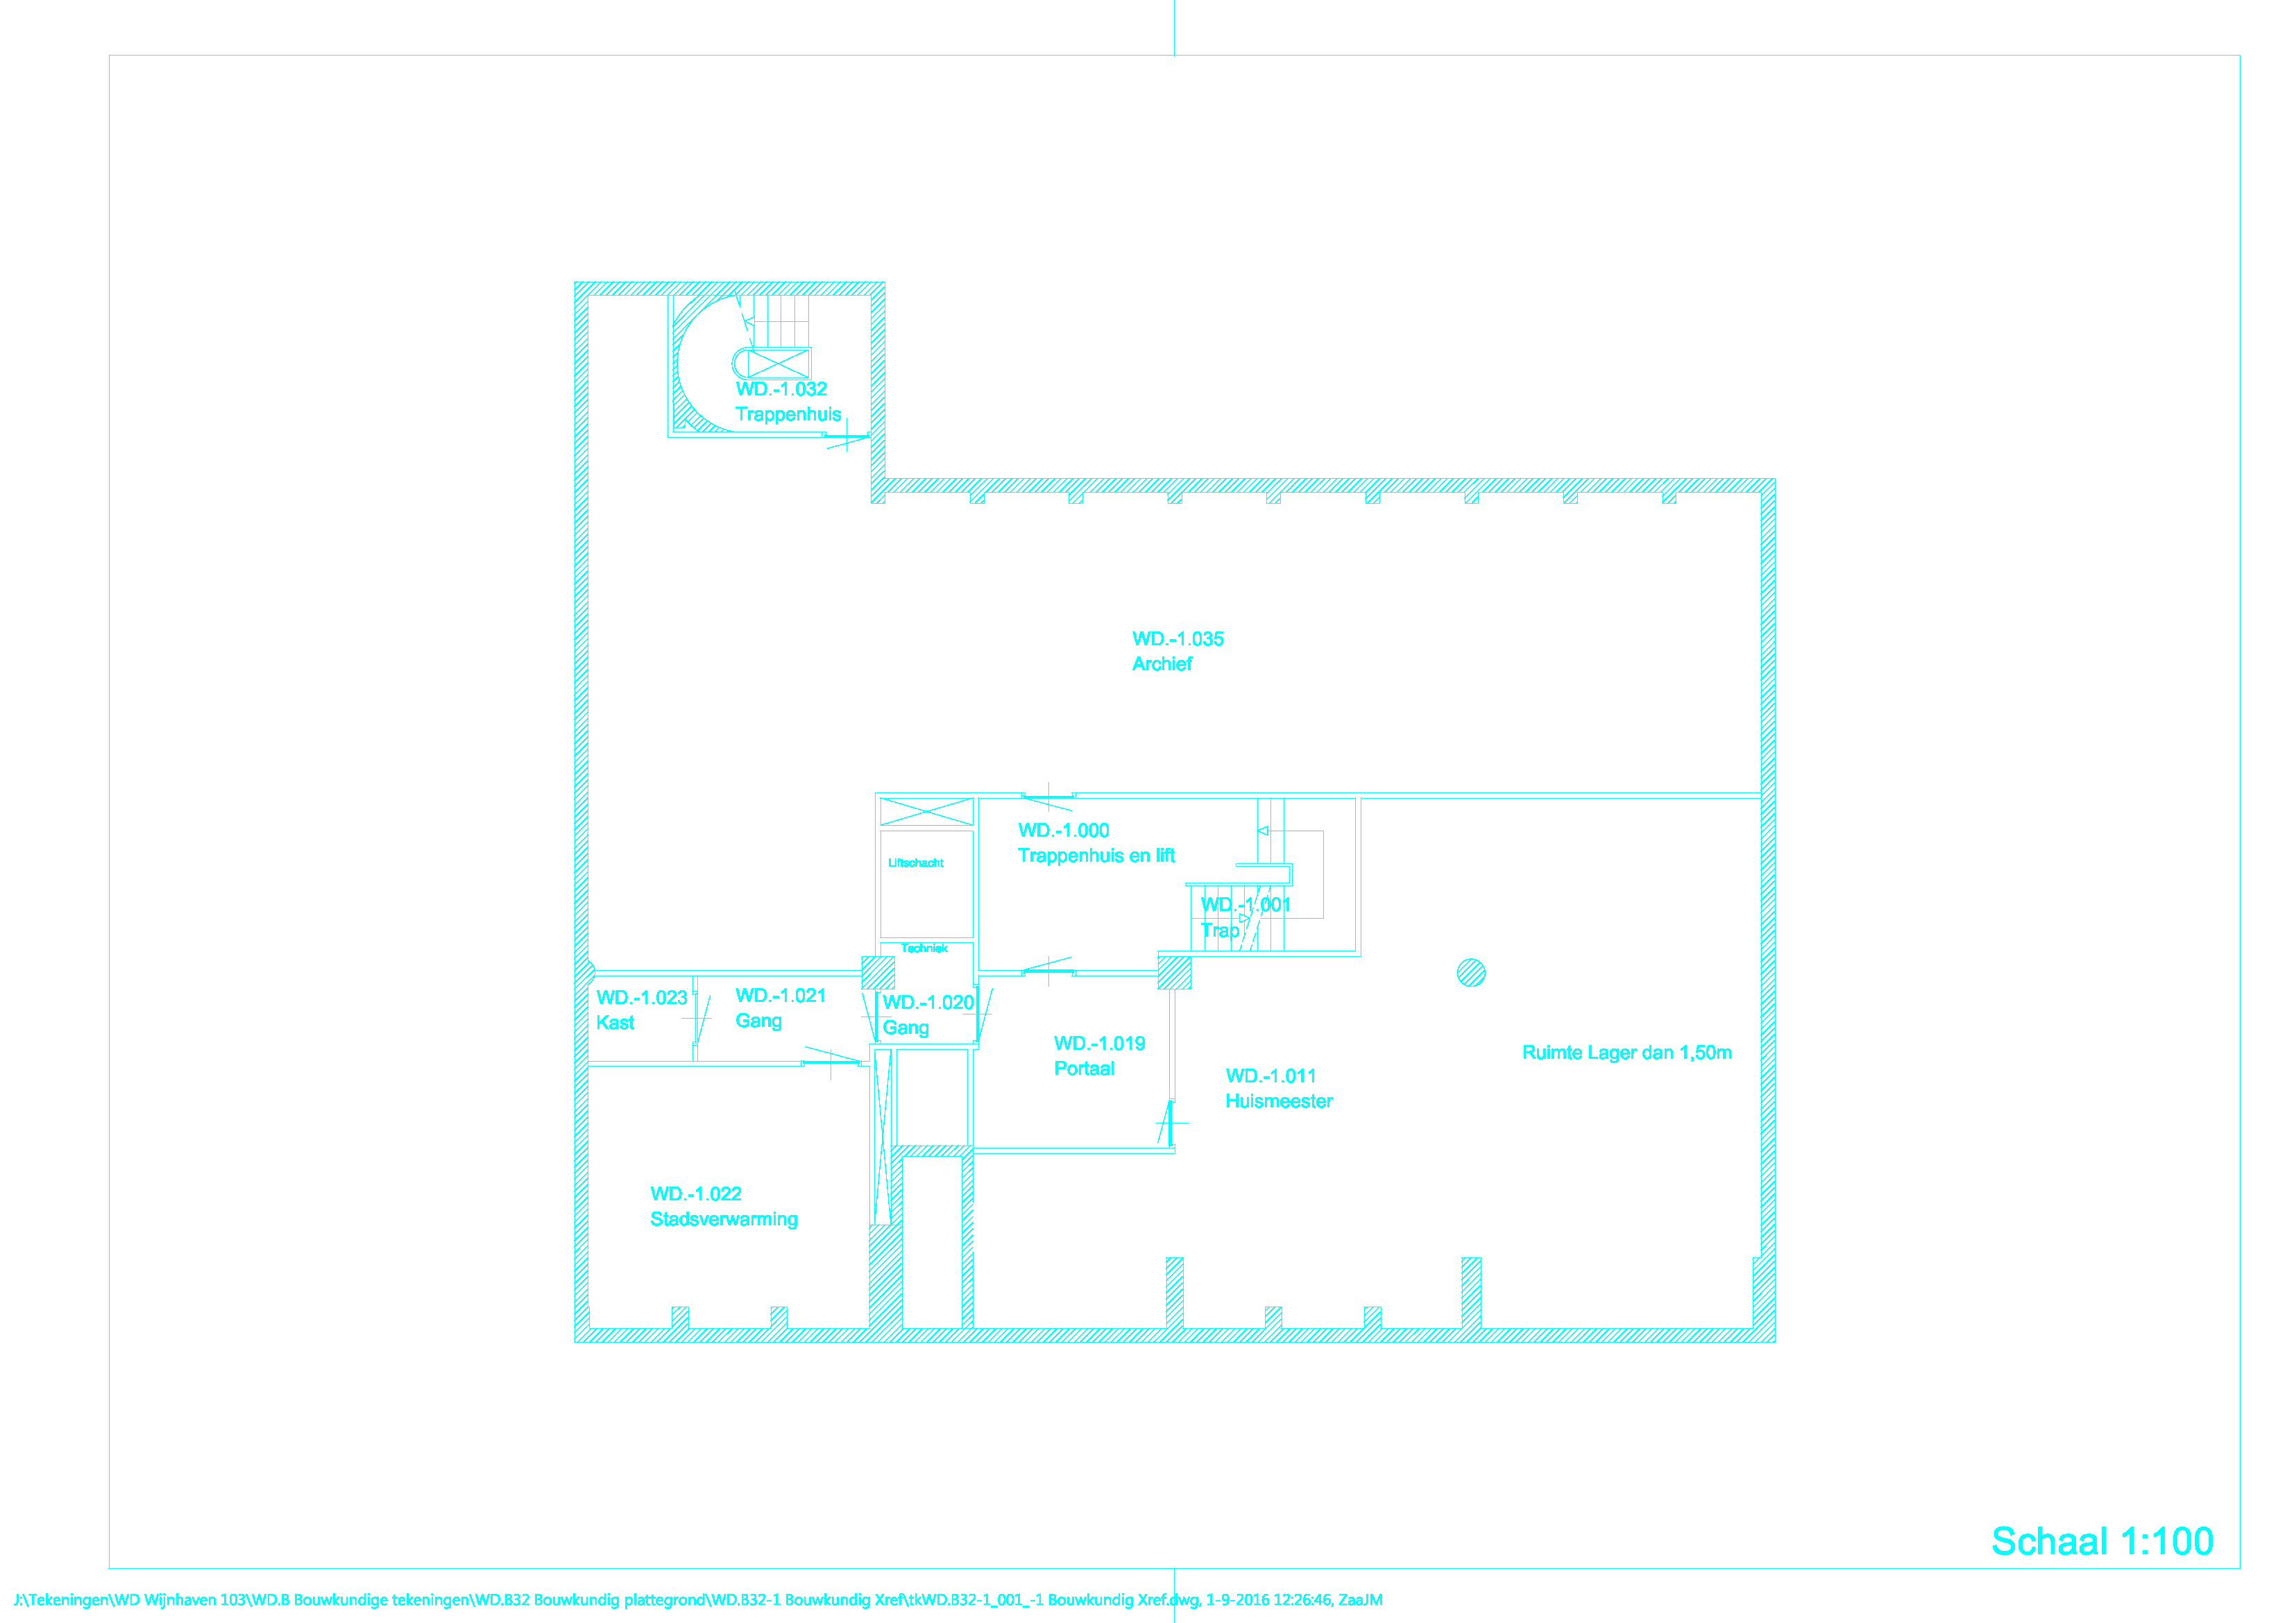 WD.-1.032
Trappenhuis
WD.-1.035
Archief
WD.-1.000
Trappenhuis en lift
Liftschacht
WD.-1.001
Trap
Techniek
WD.-1.023
Kast
WD.-1.021
Gang
WD.-1.020
Gang
WD.-1.019
Portaal
Ruimte Lager dan 1,50m
WD.-1.011
Huismeester
WD.-1.022
Stadsverwarming
Schaal 1:100
J:\Tekeningen\WD Wijnhaven 103\WD.B Bouwkundige tekeningen\WD.B32 Bouwkundig plattegrond\WD.B32-1 Bouwkundig Xref\tkWD.B32-1_001_-1 Bouwkundig Xref.dwg, 1-9-2016 12:26:46, ZaaJM